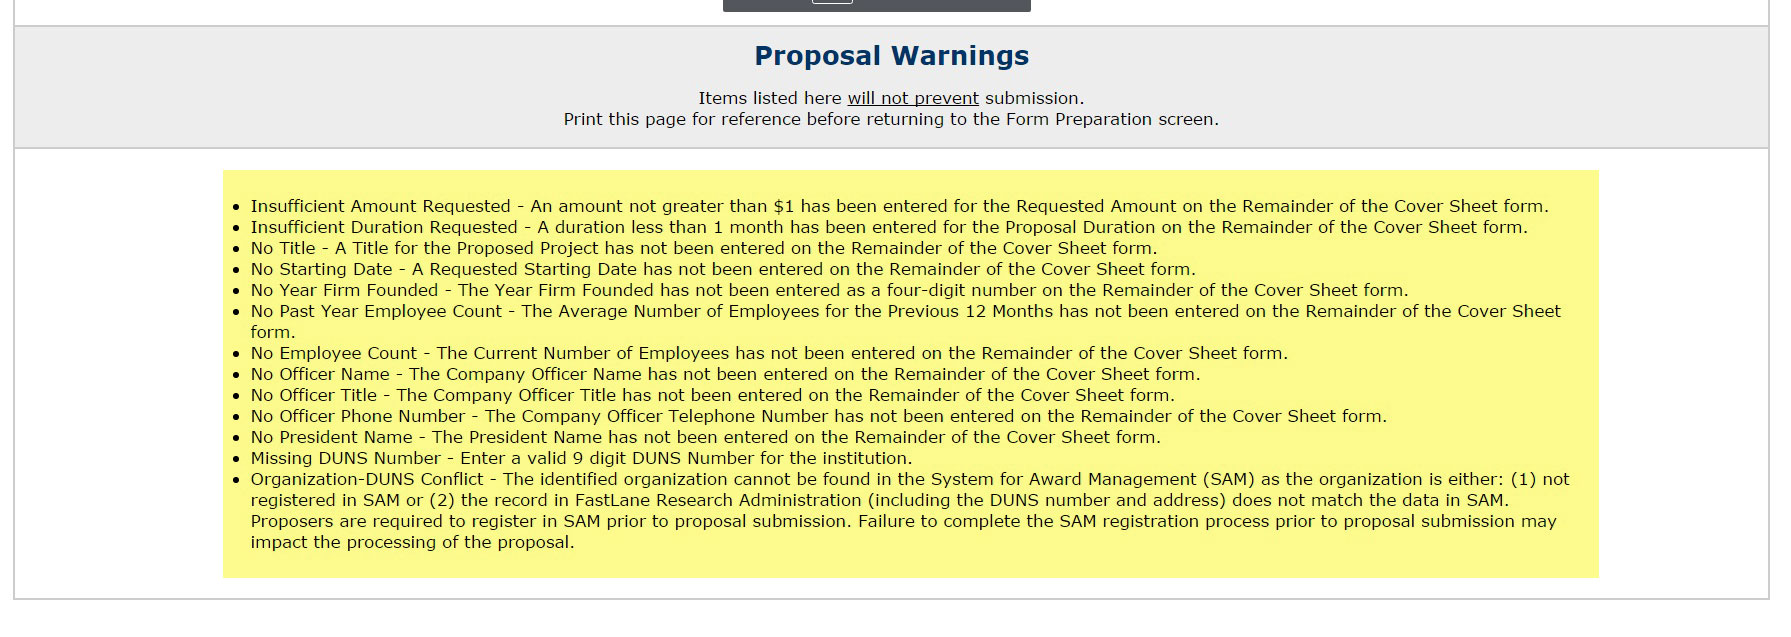 Proposal Warnings
Items listed here will not prevent submission.
Print this page for reference before returning to the Form Preparation screen.
• Insufficient Amount Requested - An amount not greater than $1 has been entered for the Requested Amount on the Remainder of the Cover Sheet form.
• Insufficient Duration Requested - A duration less than 1 month has been entered for the Proposal Duration on the Remainder of the Cover Sheet form.
• No Title - A Title for the Proposed Project has not been entered on the Remainder of the Cover Sheet form.
• No Starting Date - A Requested Starting Date has not been entered on the Remainder of the Cover Sheet form.
• No Year Firm Founded - The Year Firm Founded has not been entered as a four-digit number on the Remainder of the Cover Sheet form.
• No Past Year Employee Count - The Average Number of Employees for the Previous 12 Months has not been entered on the Remainder of the Cover Sheet
form.
• No Employee Count - The Current Number of Employees has not been entered on the Remainder of the Cover Sheet form.
• No Officer Name - The Company Officer Name has not been entered on the Remainder of the Cover Sheet form.
• No Officer Title - The Company Officer Title has not been entered on the Remainder of the Cover Sheet form.
• No Officer Phone Number - The Company Officer Telephone Number has not been entered on the Remainder of the Cover Sheet form.
• No President Name - The President Name has not been entered on the Remainder of the Cover Sheet form.
• Missing DUNS Number - Enter a valid 9 digit DUNS Number for the institution.
• Organization-DUNS Conflict - The identified organization cannot be found in the System for Award Management (SAM) as the organization is either: (1) not
registered in SAM or (2) the record in FastLane Research Administration (including the DUNS number and address) does not match the data in SAM.
Proposers are required to register in SAM prior to proposal submission. Failure to complete the SAM registration process prior to proposal submission may
impact the processing of the proposal.